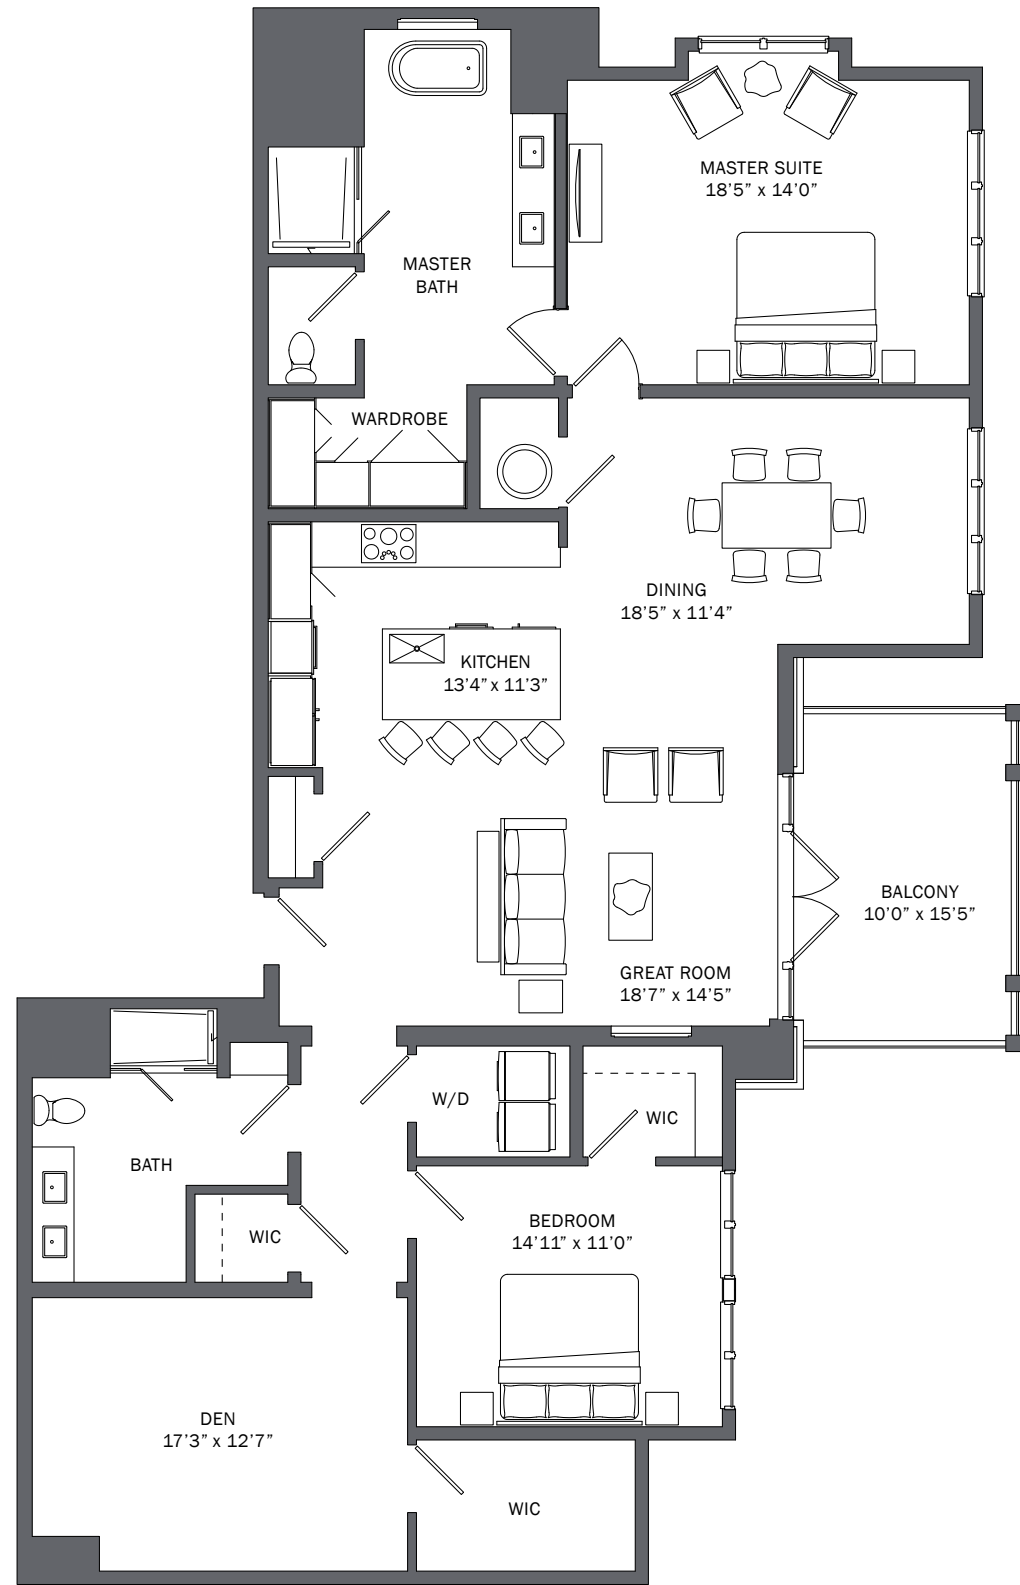 MASTER SUITE
18’5” x 14’0”
MASTER
BATH
WARDROBE
DINING
18’5” x 11’4”
KITCHEN
13’4” x 11’3”
BALCONY
10’0” x 15’5”
GREAT ROOM
18’7” x 14’5”
W/D
WIC
BATH
WIC
BEDROOM
14’11” x 11’0”
DEN
17’3” x 12’7”
WIC